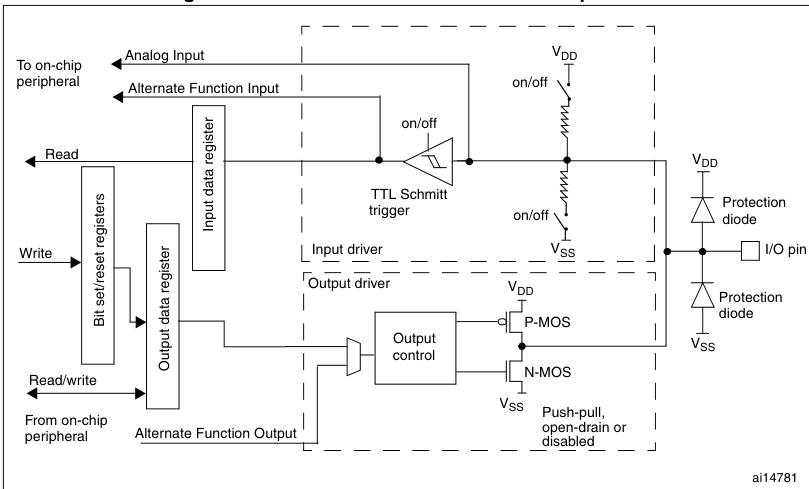 To on-chip
peripheral
Analog Input
Alternate Function Input
Read
Input data register
on/off
TTL Schmitt
trigger
VDD
on/off
on/off
VSS
Input driver
VDD
Protection
diode
I/O pin
Protection
diode
VSS
Write
Bit set/reset registers
Output data register
Read/write
From on-chip
peripheral
Alternate Function Output
Output driver
Output
control
VDD
P-MOS
N-MOS
VSS
Push-pull,
open-drain or
disabled
ai14781